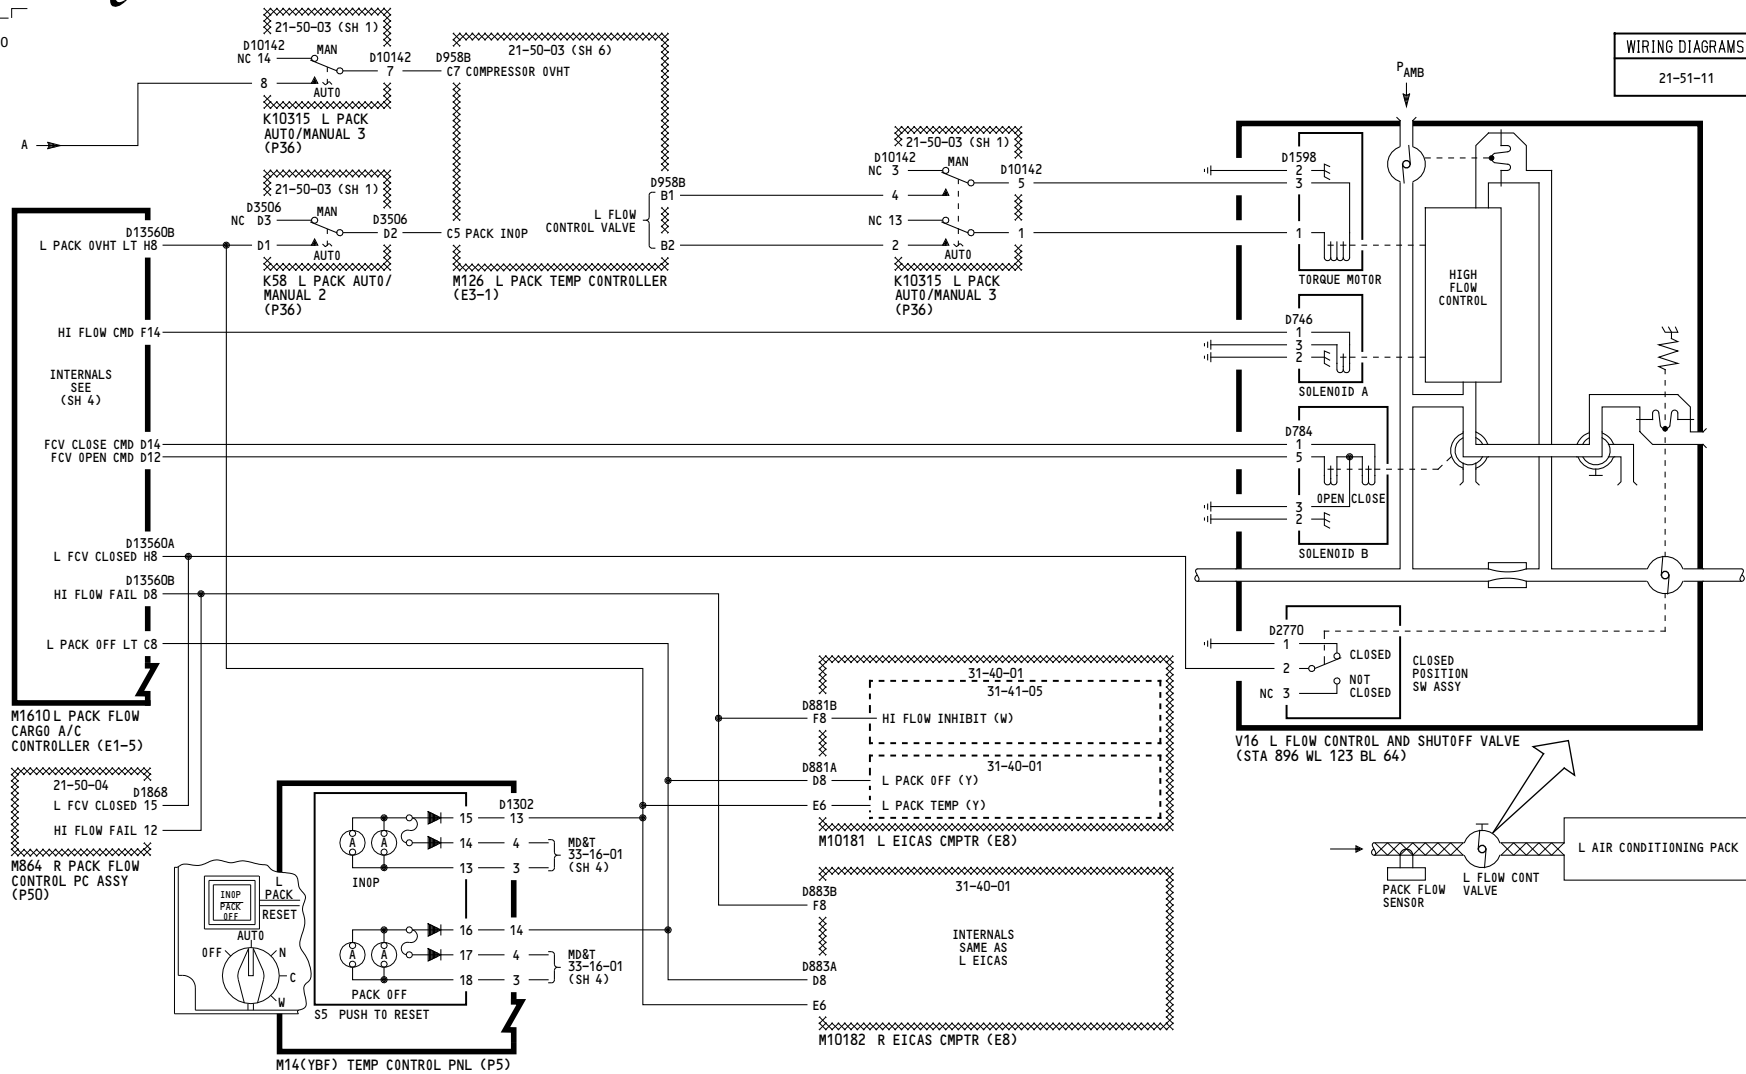 0
WIRING DIAGRAMS
21-51-11
A
21-50-03 (SH 1)
D10142
NC 14
MAN
8
AUTO
D10142
7
K10315 L PACK
AUTO/MANUAL 3
(P36)
21-50-03 (SH 1)
D3506
NC D3
MAN
D1
AUTO
D3506
D2
K58 L PACK AUTO/
MANUAL 2
(P36)
21-50-03 (SH 6)
D958B
C7 COMPRESSOR OVHT
C5 PACK INOP
D958B
B1
L FLOW
CONTROL VALVE
B2
M126 L PACK TEMP CONTROLLER
(E3-1)
21-50-03 (SH 1)
D10142
NC 3
MAN
4
NC 13
2
AUTO
D10142
5
1
K10315 L PACK
AUTO/MANUAL 3
(P36)
D13560B
L PACK OVHT LT H8
HI FLOW CMD F14
INTERNALS
SEE
(SH 4)
FCV CLOSE CMD D14
FCV OPEN CMD D12
D13560A
L FCV CLOSED H8
D13560B
HI FLOW FAIL D8
L PACK OFF LT C8
M1610 L PACK FLOW
CARGO A/C
CONTROLLER (E1-5)
21-50-04
D1868
L FCV CLOSED 15
HI FLOW FAIL 12
M864 R PACK FLOW
CONTROL PC ASSY
(P50)
INOP
PACK
OFF
L
PACK
RESET
AUTO
OFF
N
C
W
A
A
INOP
15
14
13
D1302
13
4
3
MD&T
33-16-01
(SH 4)
A
A
PACK OFF
16
17
18
14
4
3
MD&T
33-16-01
(SH 4)
S5 PUSH TO RESET
M14(YBF) TEMP CONTROL PNL (P5)
31-40-01
31-41-05
D881B
F8
HI FLOW INHIBIT (W)
31-40-01
D881A
D8
L PACK OFF (Y)
E6
L PACK TEMP (Y)
M10181 L EICAS CMPTR (E8)
31-40-01
D883B
F8
INTERNALS
SAME AS
L EICAS
D883A
D8
E6
M10182 R EICAS CMPTR (E8)
PAMB
D1598
2
3
1
TORQUE MOTOR
HIGH
FLOW
CONTROL
D746
1
3
2
SOLENOID A
D784
1
5
OPEN CLOSE
3
2
SOLENOID B
D2770
1
2
NC 3
CLOSED
NOT
CLOSED
CLOSED
POSITION
SW ASSY
V16 L FLOW CONTROL AND SHUTOFF VALVE
(STA 896 WL 123 BL 64)
PACK FLOW
SENSOR
L FLOW CONT
VALVE
L AIR CONDITIONING PACK